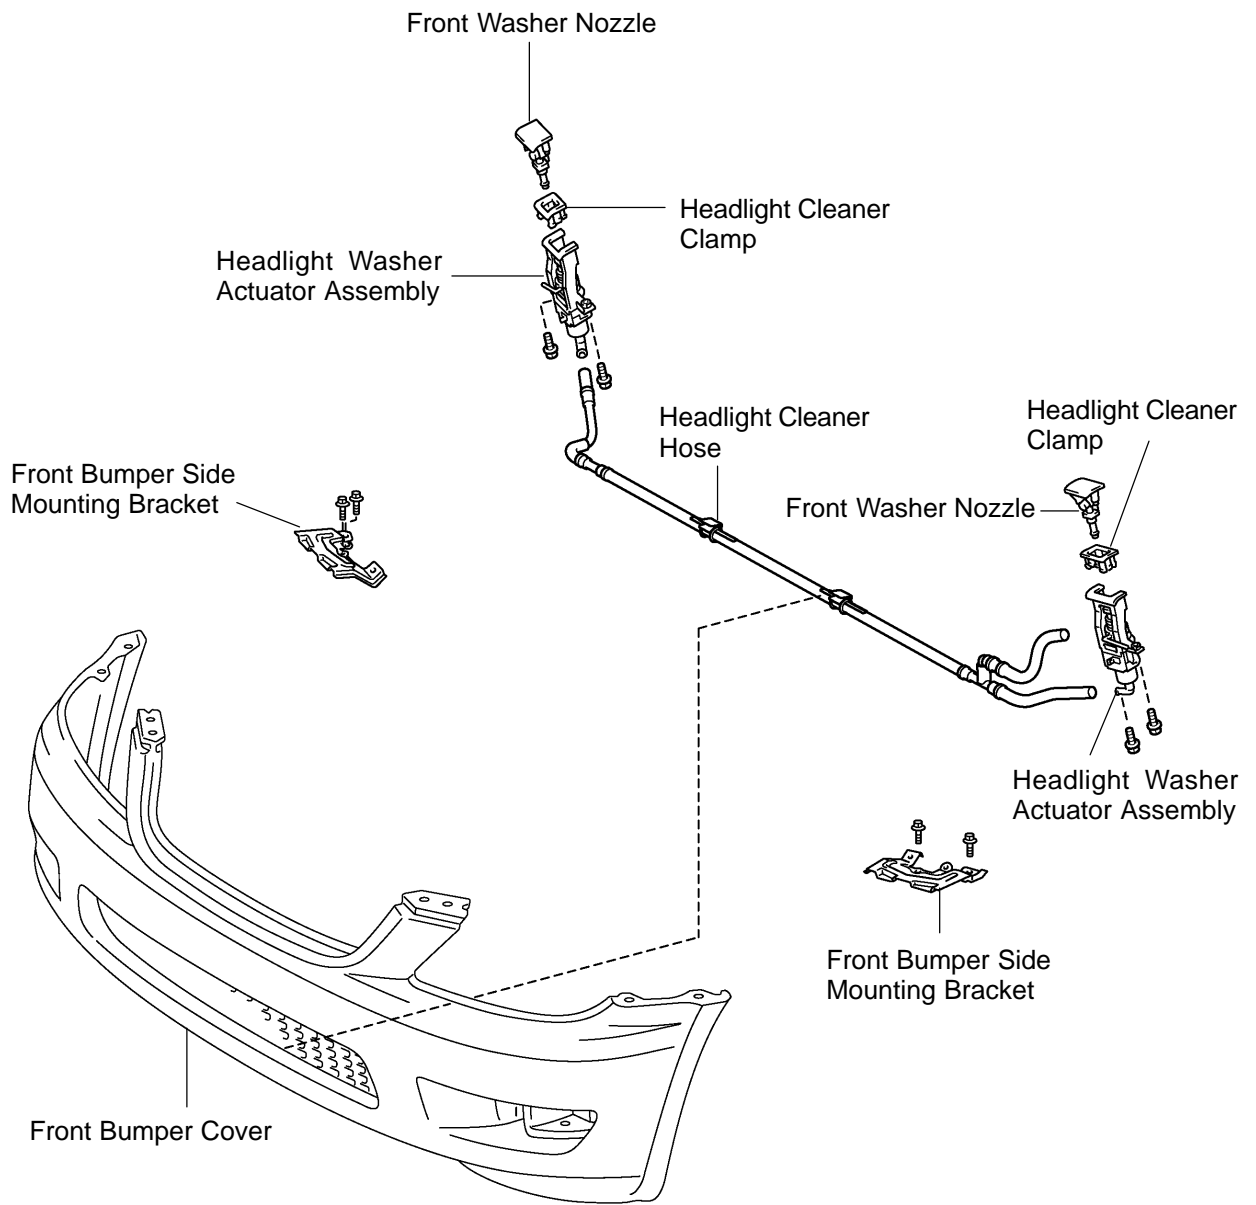 Front Washer Nozzle
Headlight Cleaner
Clamp
Headlight Washer
Actuator Assembly
Headlight Cleaner
Hose
Headlight Cleaner
Clamp
Front Bumper Side
Mounting Bracket
Front Washer Nozzle
Headlight Washer
Actuator Assembly
Front Bumper Side
Mounting Bracket
Front Bumper Cover